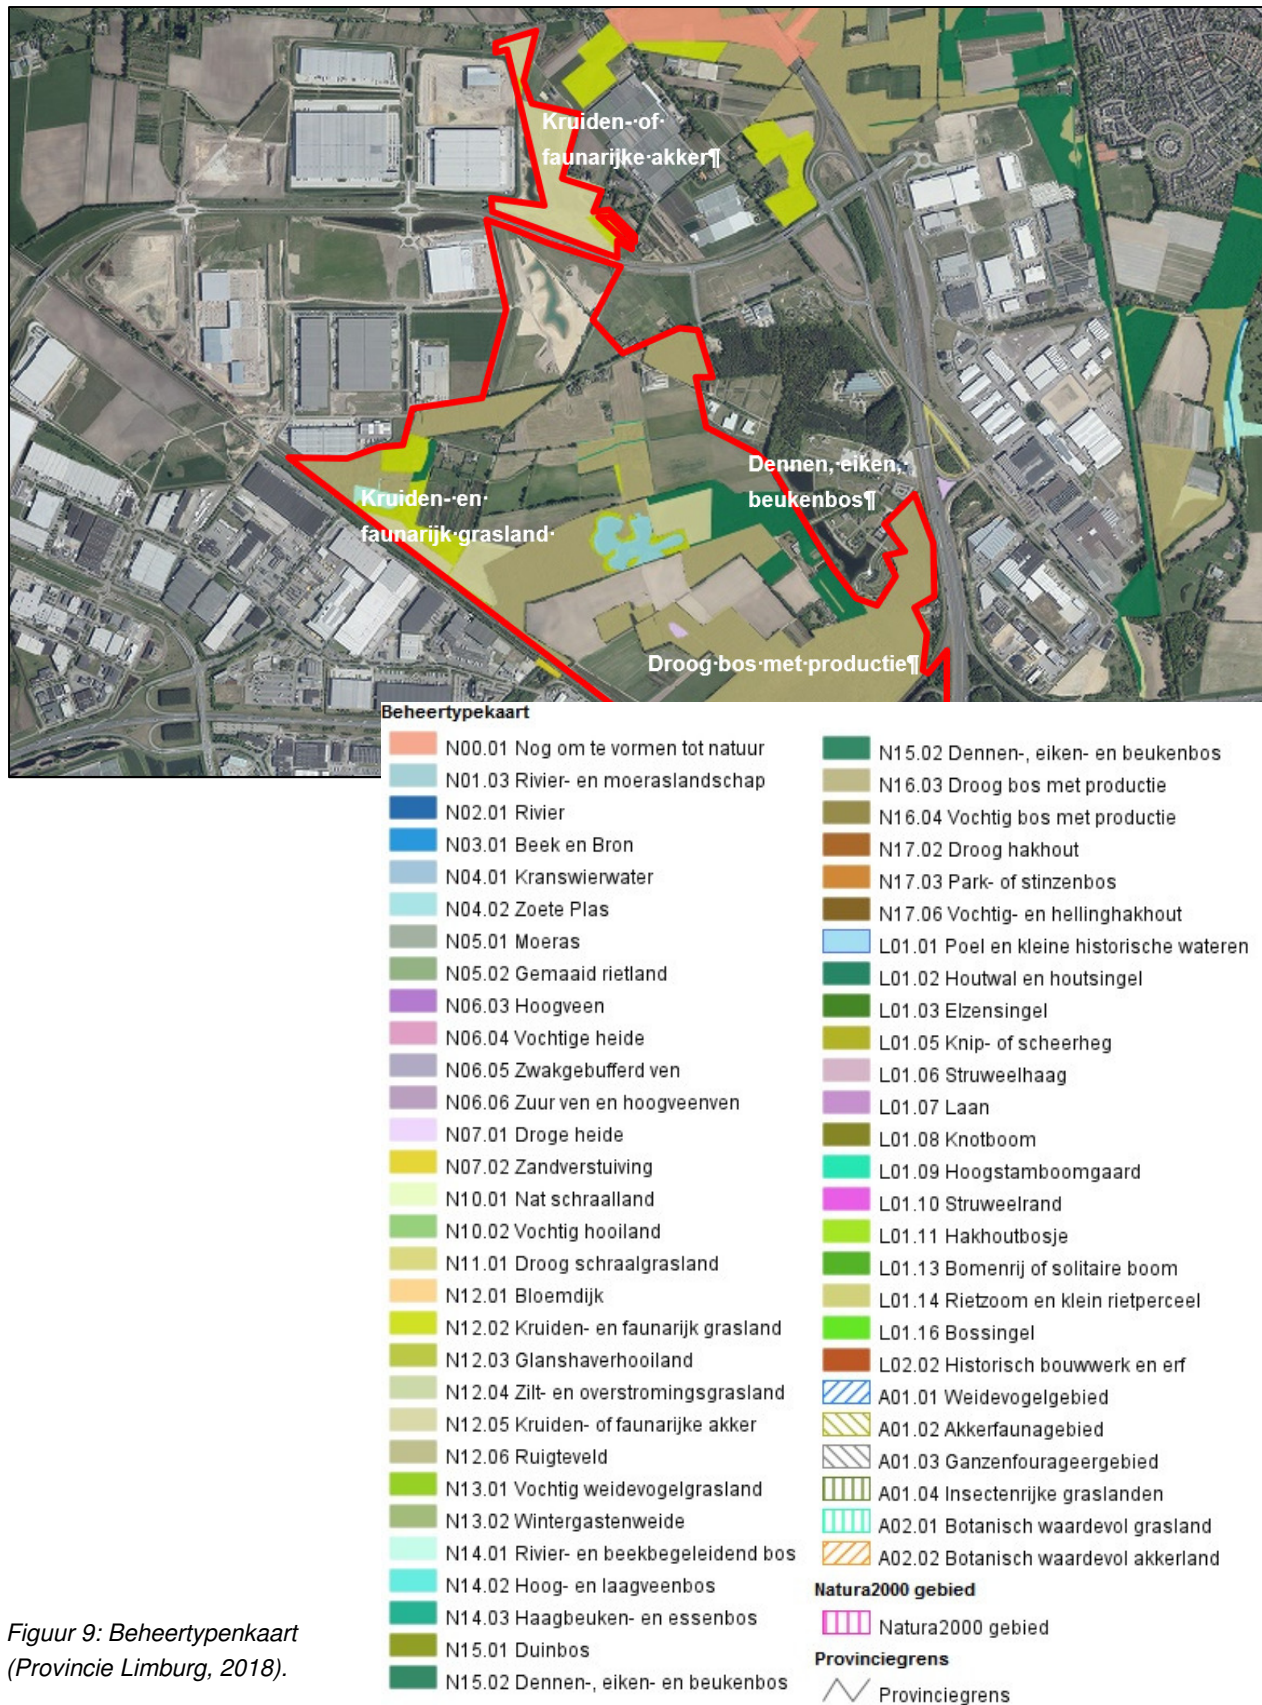 Kruiden-·of·
faunarijke·akker¶
Dennen,·eiken,·
beukenbos¶
Kruiden-·en·
faunarijk·grasland·
Droog·bos·met·productie¶
Beheertypekaart
N00.01 Nog om te vormen tot natuur
N01.03 Rivier- en moeraslandschap
N02.01 Rivier
N03.01 Beek en Bron
N04.01 Kranswierwater
N04.02 Zoete Plas
N05.01 Moeras
N05.02 Gemaaid rietland
N06.03 Hoogveen
N06.04 Vochtige heide
N06.05 Zwakgebufferd ven
N06.06 Zuur ven en hoogveenven
N07.01 Droge heide
N07.02 Zandverstuiving
N10.01 Nat schraalland
N10.02 Vochtig hooiland
N11.01 Droog schraalgrasland
N12.01 Bloemdijk
N12.02 Kruiden- en faunarijk grasland
N12.03 Glanshaverhooiland
N12.04 Zilt- en overstromingsgrasland
N12.05 Kruiden- of faunarijke akker
N12.06 Ruigteveld
N13.01 Vochtig weidevogelgrasland
N13.02 Wintergastenweide
N14.01 Rivier- en beekbegeleidend bos
N14.02 Hoog- en laagveenbos
N14.03 Haagbeuken- en essenbos
N15.01 Duinbos
N15.02 Dennen-, eiken- en beukenbos
N15.02 Dennen-, eiken- en beukenbos
N16.03 Droog bos met productie
N16.04 Vochtig bos met productie
N17.02 Droog hakhout
N17.03 Park- of stinzenbos
N17.06 Vochtig- en hellinghakhout
L01.01 Poel en kleine historische wateren
L01.02 Houtwal en houtsingel
L01.03 Elzensingel
L01.05 Knip- of scheerheg
L01.06 Struweelhaag
L01.07 Laan
L01.08 Knotboom
L01.09 Hoogstamboomgaard
L01.10 Struweelrand
L01.11 Hakhoutbosje
L01.13 Bomenrij of solitaire boom
L01.14 Rietzoom en klein rietperceel
L01.16 Bossingel
L02.02 Historisch bouwwerk en erf
A01.01 Weidevogelgebied
A01.02 Akkerfaunagebied
A01.03 Ganzenfourageergebied
A01.04 Insectenrijke graslanden
A02.01 Botanisch waardevol grasland
A02.02 Botanisch waardevol akkerland
Natura2000 gebied
Natura2000 gebied
Provinciegrens
Provinciegrens
Figuur 9: Beheertypenkaart
(Provincie Limburg, 2018).